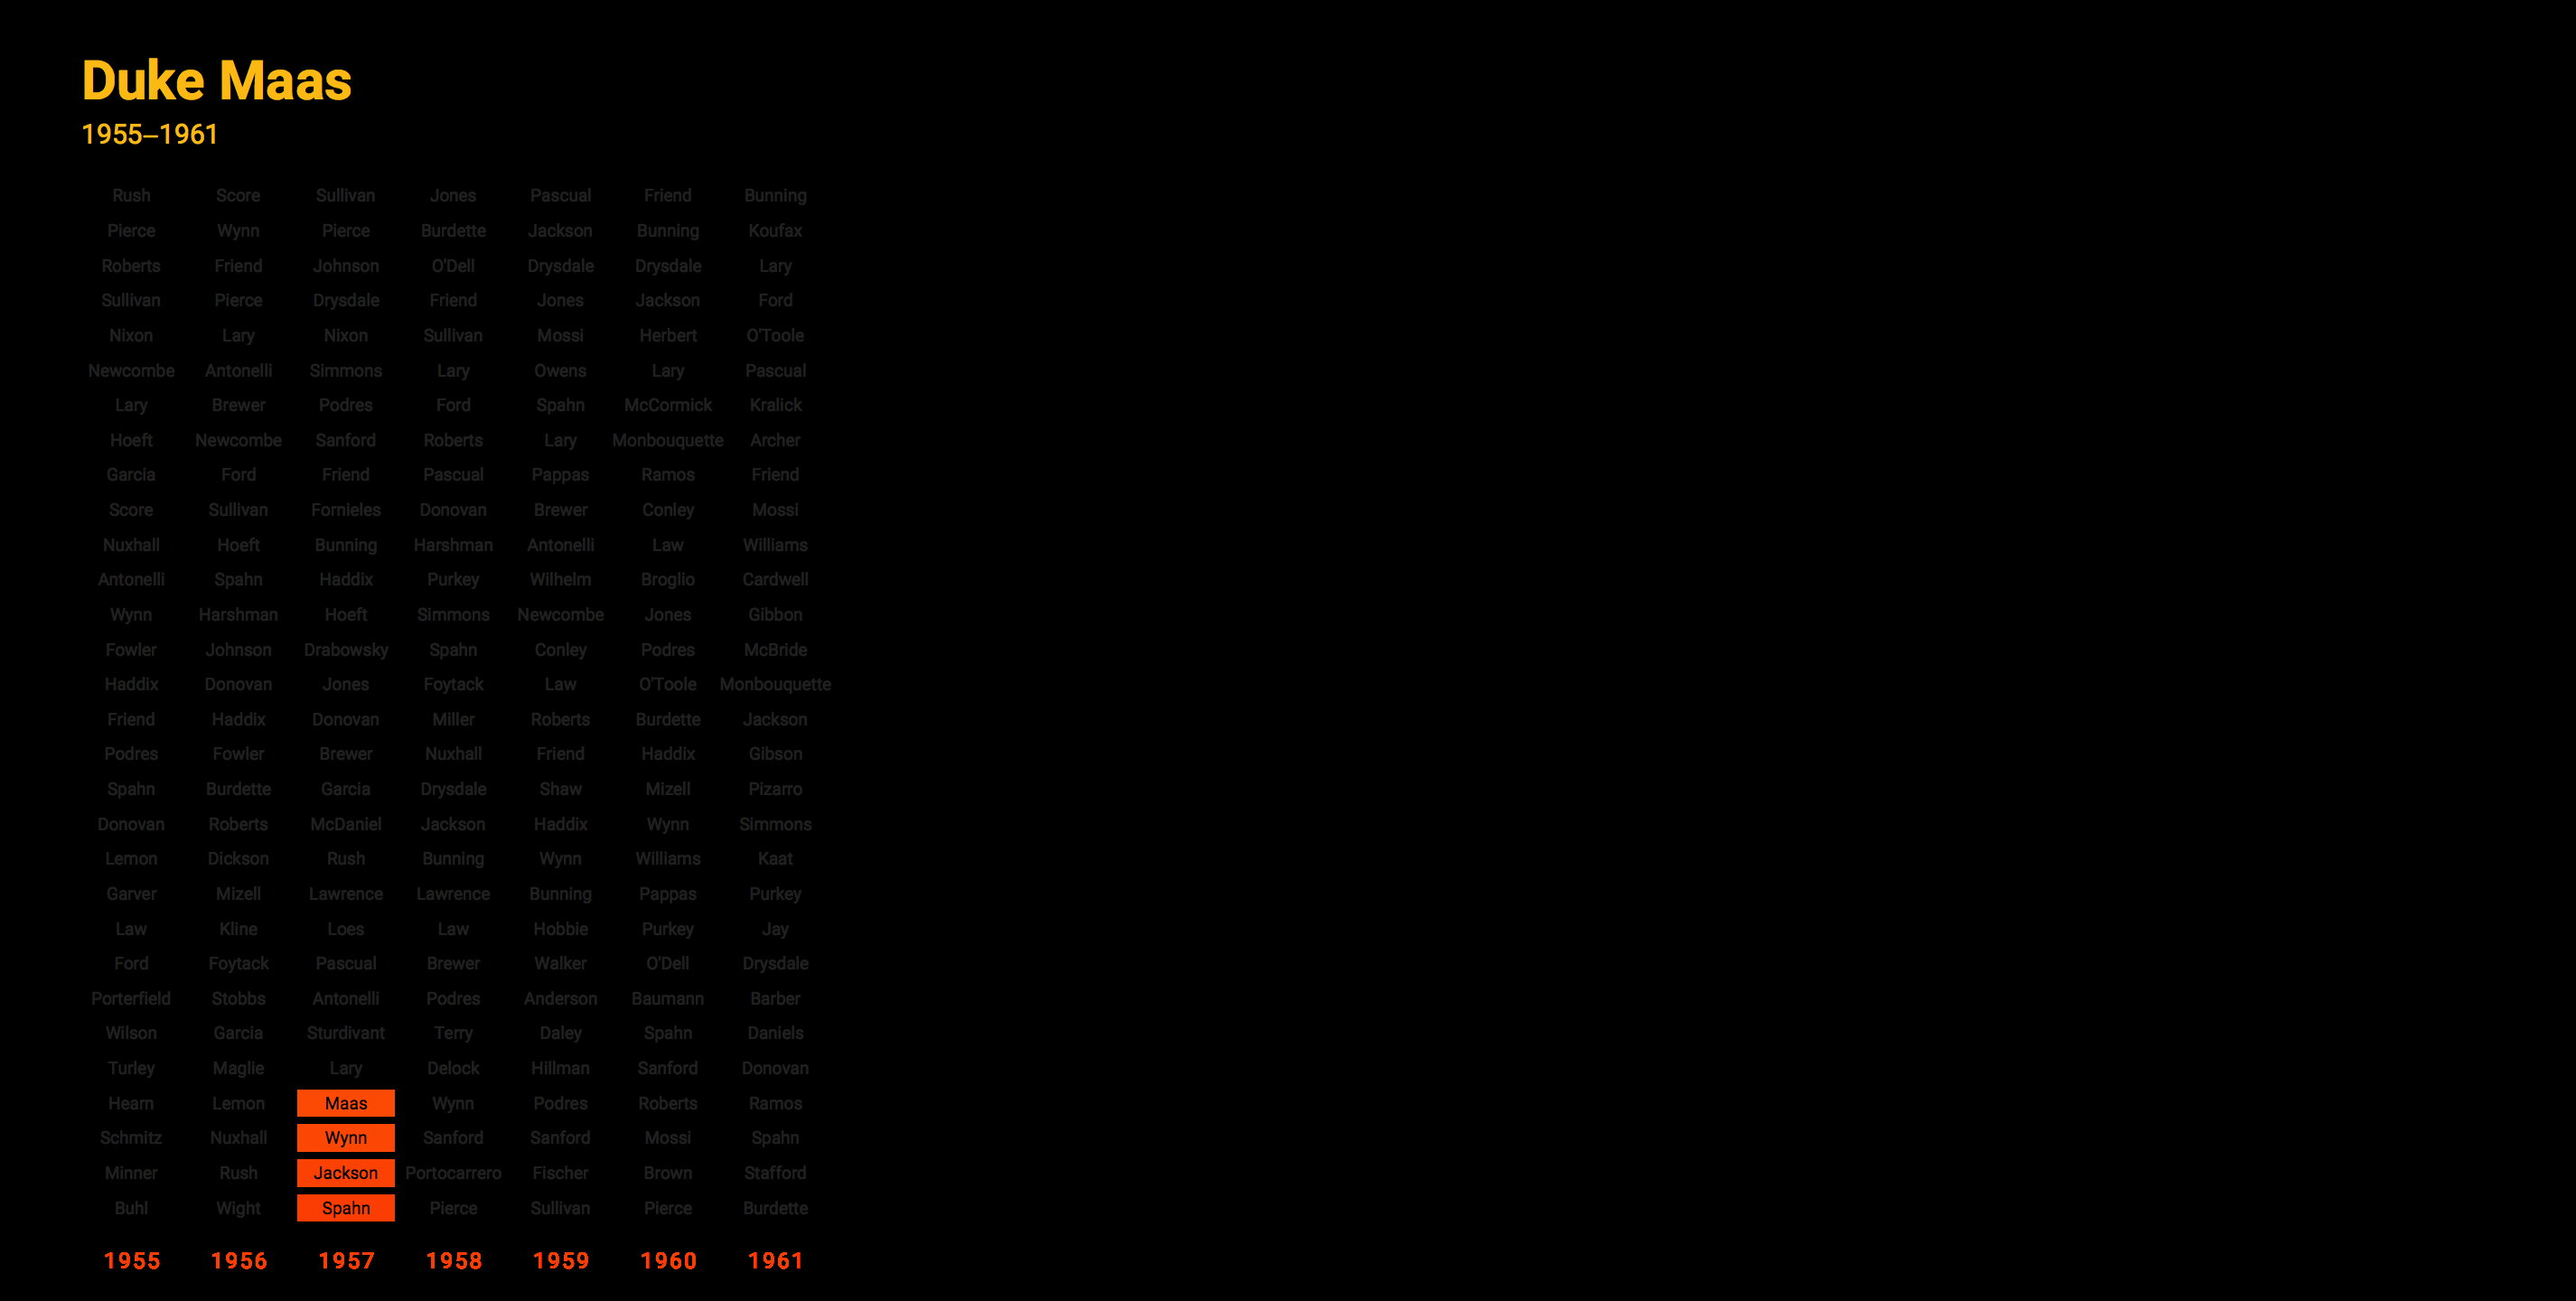 Duke Maas
1955–1961
Rush Score Sullivan Jones Pascual Friend Bunning
Pierce Wynn Pierce Burdette Jackson Bunning Koufax
Roberts Friend Johnson O'Dell Drysdale Drysdale Lary
Sullivan Pierce Drysdale Friend Jones Jackson Ford
Nixon Lary Nixon Sullivan Mossi Herbert O'Toole
Newcombe Antonelli Simmons Lary Owens Lary Pascual
Lary Brewer Podres Ford Spahn McCormick Kralick
Hoeft Newcombe Sanford Roberts Lary Monbouquette Archer
Garcia Ford Friend Pascual Pappas Ramos Friend
Score Sullivan Fornieles Donovan Brewer Conley Mossi
Nuxhall Hoeft Bunning Harshman Antonelli Law Williams
Antonelli Spahn Haddix Purkey Wilhelm Broglio Cardwell
Wynn Harshman Hoeft Simmons Newcombe Jones Gibbon
Fowler Johnson Drabowsky Spahn Conley Podres McBride
Haddix Donovan Jones Foytack Law O'Toole Monbouquette
Friend Haddix Donovan Miller Roberts Burdette Jackson
Podres Fowler Brewer Nuxhall Friend Haddix Gibson
Spahn Burdette Garcia Drysdale Shaw Mizell Pizarro
Donovan Roberts McDaniel Jackson Haddix Wynn Simmons
Lemon Dickson Rush Bunning Wynn Williams Kaat
Garver Mizell Lawrence Lawrence Bunning Pappas Purkey
Law Kline Loes Law Hobbie Purkey Jay
Ford Foytack Pascual Brewer Walker O'Dell Drysdale
Porterfield Stobbs Antonelli Podres Anderson Baumann Barber
Wilson Garcia Sturdivant Terry Daley Spahn Daniels
Turley Maglie Lary Delock Hillman Sanford Donovan
Hearn Lemon Maas Wynn Podres Roberts Ramos
Schmitz Nuxhall Wynn Sanford Sanford Mossi Spahn
Minner Rush Jackson Portocarrero Fischer Brown Stafford
Buhl Wight Spahn Pierce Sullivan Pierce Burdette
1955 1956 1957 1958 1959 1960 1961